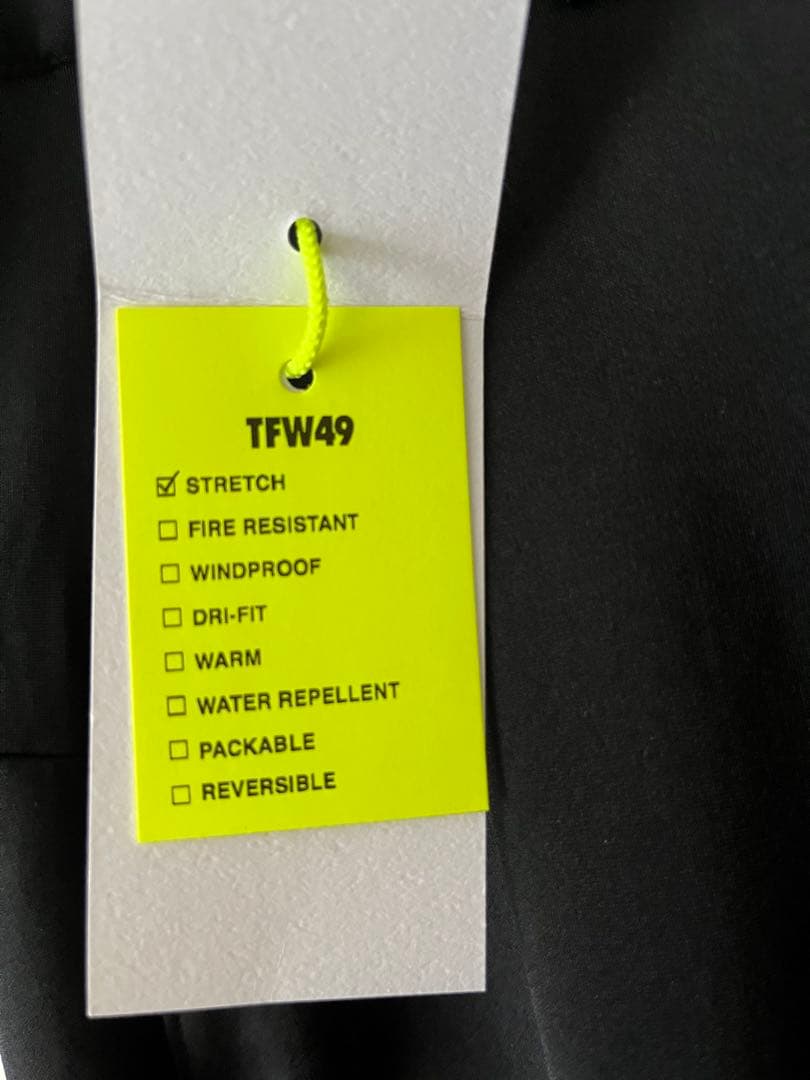 TFW49
☑ STRETCH
☐ FIRE RESISTANT
☐ WINDPROOF
☐ DRI-FIT
☐ WARM
☐ WATER REPELLENT
☐ PACKABLE
☐ REVERSIBLE